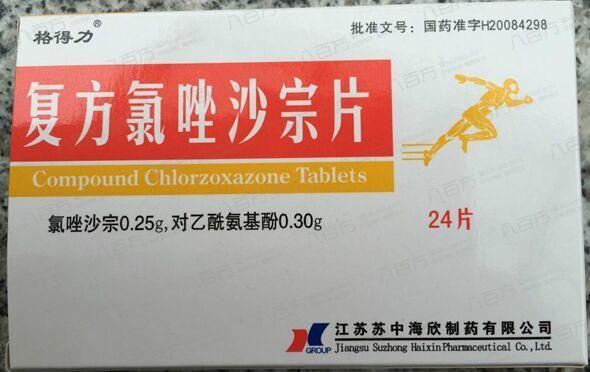 格得力®
批准文号：国药准字H20084298
复方氯唑沙宗片
Compound Chlorzoxazone Tablets
氯唑沙宗0.25g,对乙酰氨基酚0.30g
24片
GROUP
江苏苏中海欣制药有限公司
Jiangsu Suzhong Haixin Pharmaceutical Co., Ltd.